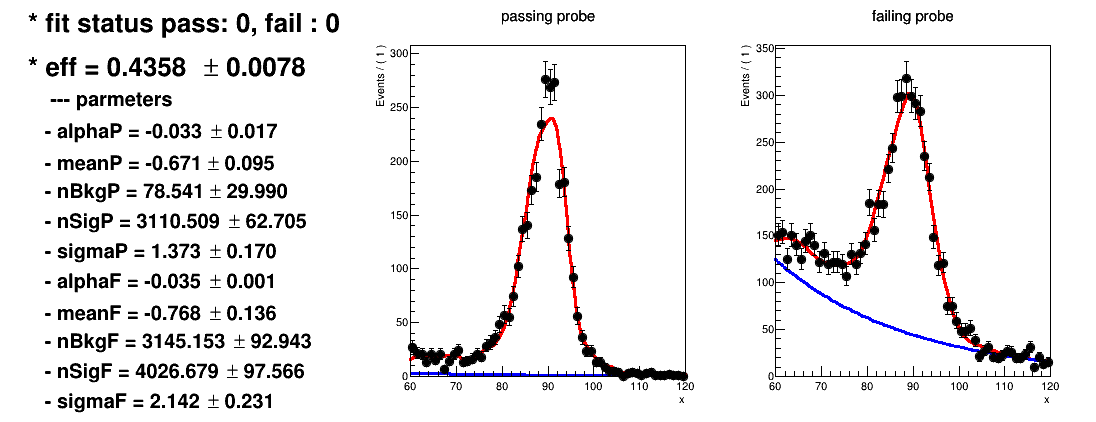 * fit status pass: 0, fail : 0
* eff = 0.4358 ± 0.0078
--- parmeters
- alphaP = -0.033 ± 0.017
- meanP = -0.671 ± 0.095
- nBkgP = 78.541 ± 29.990
- nSigP = 3110.509 ± 62.705
- sigmaP = 1.373 ± 0.170
- alphaF = -0.035 ± 0.001
- meanF = -0.768 ± 0.136
- nBkgF = 3145.153 ± 92.943
- nSigF = 4026.679 ± 97.566
- sigmaF = 2.142 ± 0.231
passing probe
Events / ( 1 )
300
250
200
150
100
50
0
60 70 80 90 100 110 120
x
failing probe
Events / ( 1 )
350
300
250
200
150
100
50
0
60 70 80 90 100 110 120
x